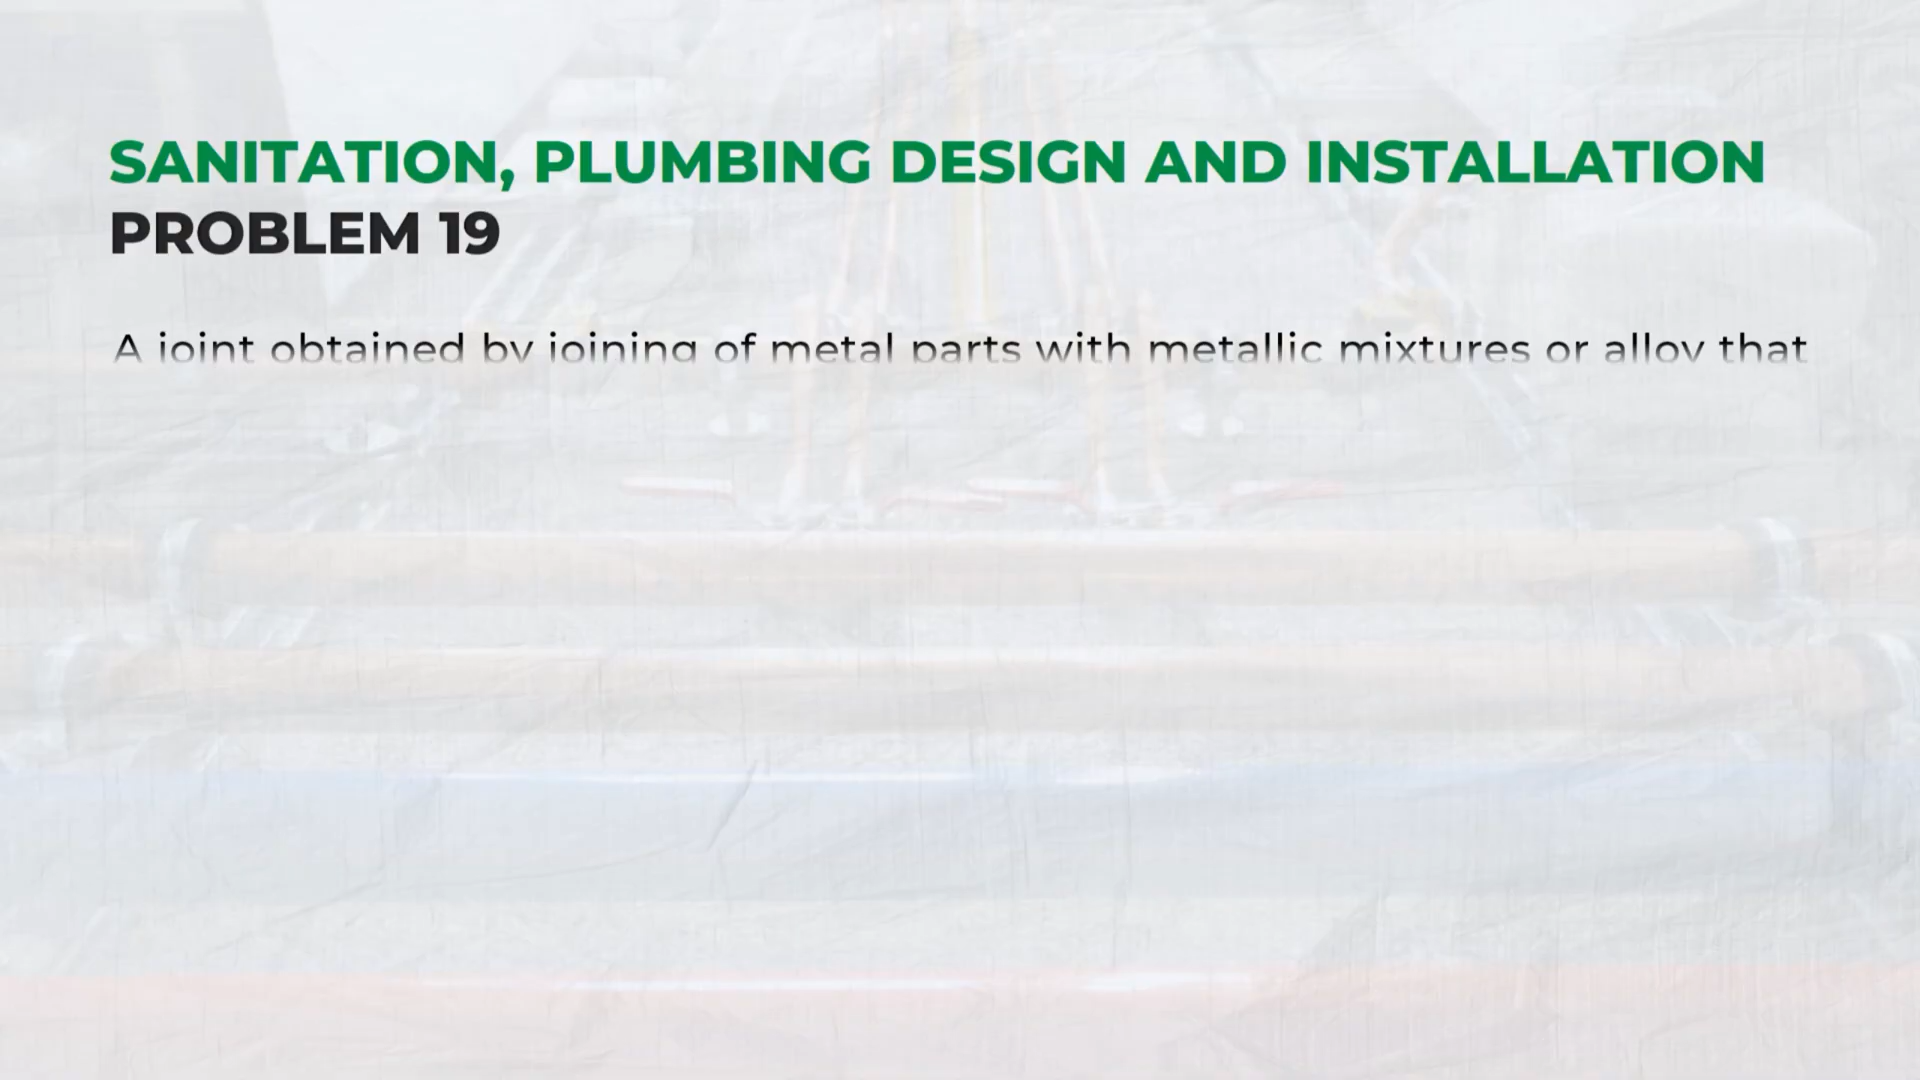 SANITATION, PLUMBING DESIGN AND INSTALLATION
PROBLEM 19
A joint obtained by joining of metal parts with metallic mixtures or alloy that